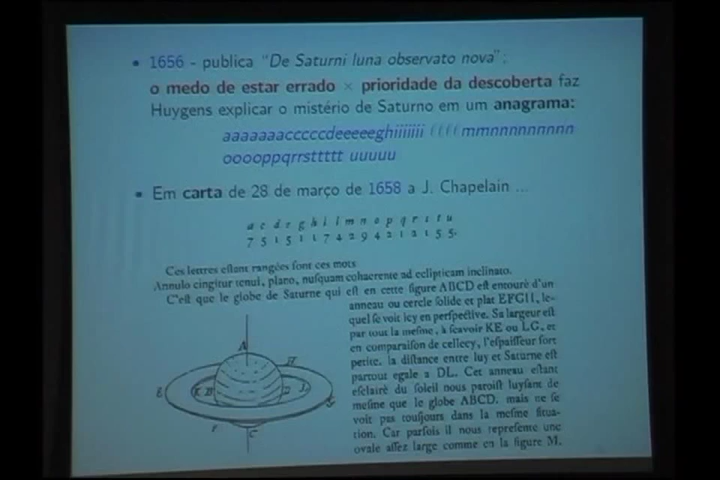 • 1656 - publica "De Saturni luna observato nova":
o medo de estar errado × prioridade da descoberta faz
Huygens explicar o mistério de Saturno em um anagrama:
aaaaaaacccccdeeeeeghiiiiiii ℓℓℓℓmmnnnnnnnnn
ooooppqrrsttttt uuuuu
• Em carta de 28 de março de 1658 a J. Chapelain ...
a c d e g h i l m n o p q r s t u
7 5 1 5 1 1 7 4 2 9 4 2 1 2 1 5 5.
Ces lettres estant rangées font ces mots
Annulo cingitur tenui, plano, nusquam cohaerente ad eclipticam inclinato.
C'est que le globe de Saturne qui est en cette figure ABCD est entouré d'un
anneau ou cercle solide et plat EFGH, le-
quel se voit icy en perspective. Sa largeur est
par tout la mesme, à sçavoir KE ou LG, et
en comparaison de cellecy, l'espaisseur fort
petite. la distance entre luy et Saturne est
partout egale a DL. Cet anneau estant
esclairé du soleil nous paroist luysant de
mesme que le globe ABCD. mais ne se
voit pas tousjours dans la mesme situa-
tion. Car parfois il nous represente une
ovale assez large comme en la figure M.
A
H
E
K B
D L
G
F
C